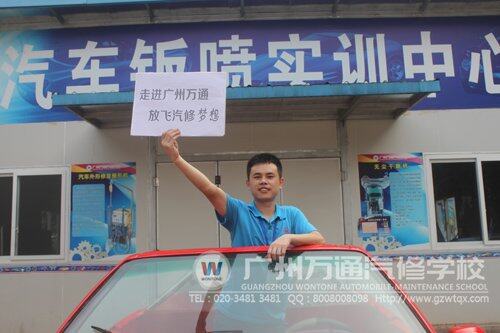 汽车钣喷实训中心
走进广州万通
放飞汽修梦想
WONTONE
广州万通汽修学校
GUANGZHOU WONTONE AUTOMOBILE MAINTENANCE SCHOOL
TEL : 020-3481 3481 QQ : 8008008098 Http://www.gzwtqx.com